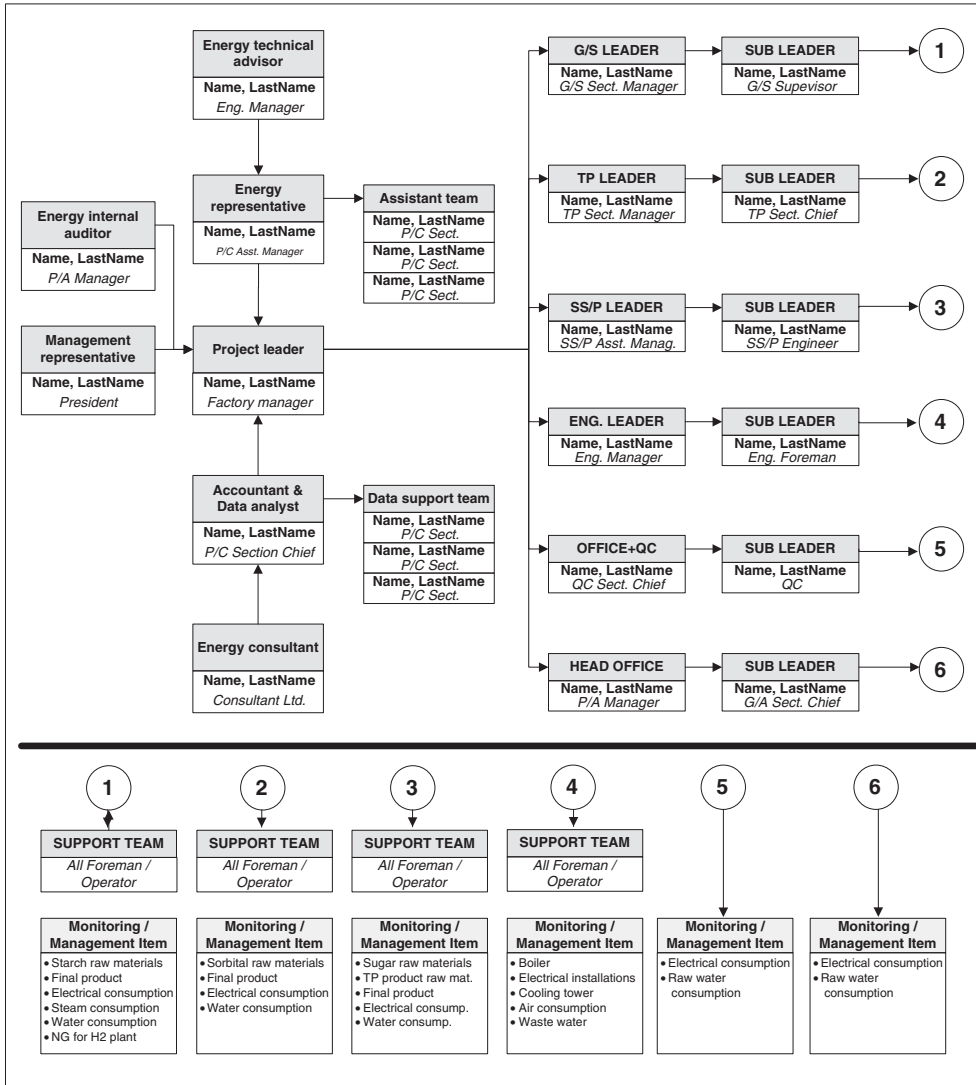 Energy technical
advisor
Name, LastName
Eng. Manager
Energy
representative
Name, LastName
P/C Asst. Manager
Assistant team
Name, LastName
P/C Sect.
Name, LastName
P/C Sect.
Name, LastName
P/C Sect.
Energy internal
auditor
Name, LastName
P/A Manager
Management
representative
Name, LastName
President
Project leader
Name, LastName
Factory manager
Accountant &
Data analyst
Name, LastName
P/C Section Chief
Data support team
Name, LastName
P/C Sect.
Name, LastName
P/C Sect.
Name, LastName
P/C Sect.
Energy consultant
Name, LastName
Consultant Ltd.
G/S LEADER
Name, LastName
G/S Sect. Manager
SUB LEADER
Name, LastName
G/S Supevisor
1
TP LEADER
Name, LastName
TP Sect. Manager
SUB LEADER
Name, LastName
TP Sect. Chief
2
SS/P LEADER
Name, LastName
SS/P Asst. Manag.
SUB LEADER
Name, LastName
SS/P Engineer
3
ENG. LEADER
Name, LastName
Eng. Manager
SUB LEADER
Name, LastName
Eng. Foreman
4
OFFICE+QC
Name, LastName
QC Sect. Chief
SUB LEADER
Name, LastName
QC
5
HEAD OFFICE
Name, LastName
P/A Manager
SUB LEADER
Name, LastName
G/A Sect. Chief
6
1
SUPPORT TEAM
All Foreman /
Operator
Monitoring /
Management Item
• Starch raw materials
• Final product
• Electrical consumption
• Steam consumption
• Water consumption
• NG for H2 plant
2
SUPPORT TEAM
All Foreman /
Operator
Monitoring /
Management Item
• Sorbital raw materials
• Final product
• Electrical consumption
• Water consumption
3
SUPPORT TEAM
All Foreman /
Operator
Monitoring /
Management Item
• Sugar raw materials
• TP product raw mat.
• Final product
• Electrical consump.
• Water consump.
4
SUPPORT TEAM
All Foreman /
Operator
Monitoring /
Management Item
• Boiler
• Electrical installations
• Cooling tower
• Air consumption
• Waste water
5
Monitoring /
Management Item
• Electrical consumption
• Raw water
consumption
6
Monitoring /
Management Item
• Electrical consumption
• Raw water
consumption